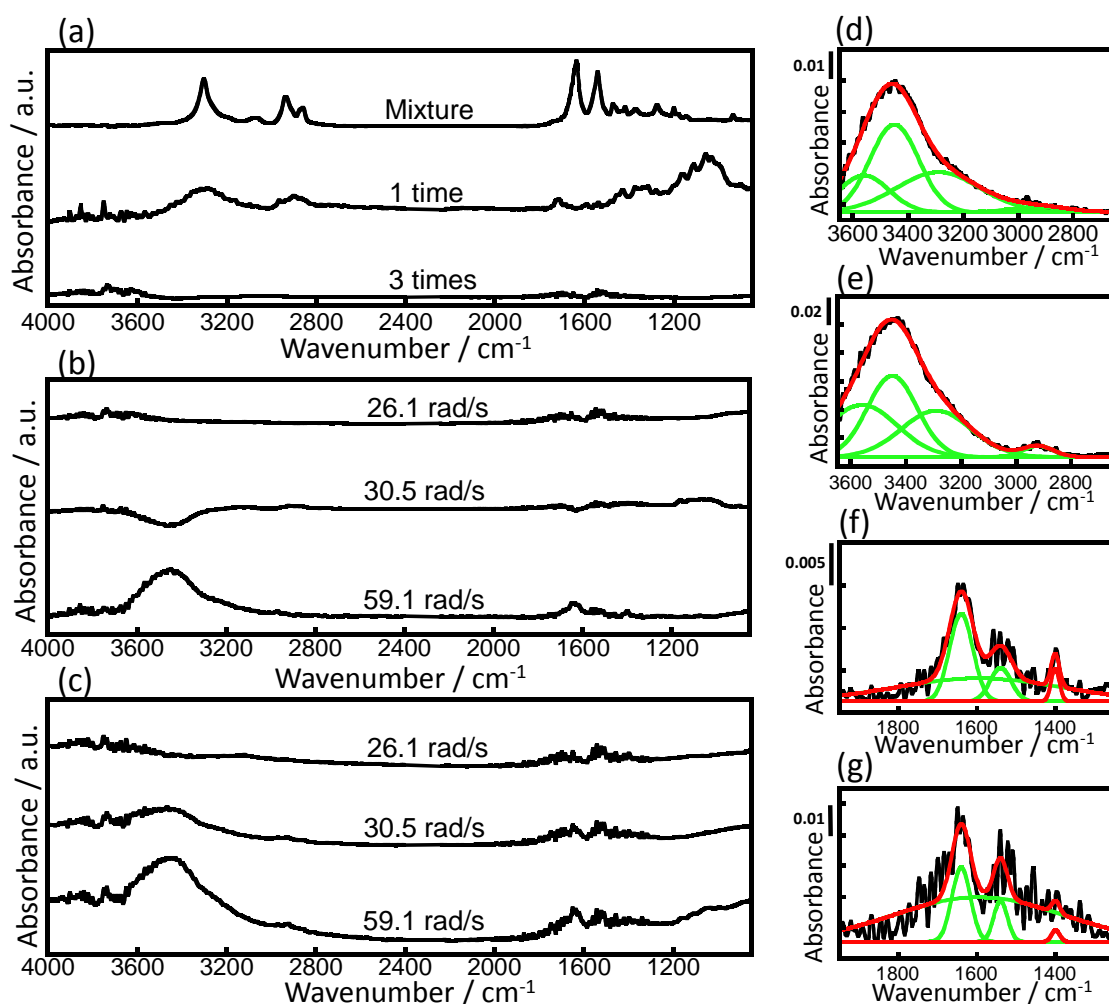 (a)
Absorbance / a.u.
Mixture
1 time
3 times
4000 3600 3200 2800 2400 2000 1600 1200
Wavenumber / cm⁻¹
(b)
Absorbance / a.u.
26.1 rad/s
30.5 rad/s
59.1 rad/s
4000 3600 3200 2800 2400 2000 1600 1200
Wavenumber / cm⁻¹
(c)
Absorbance / a.u.
26.1 rad/s
30.5 rad/s
59.1 rad/s
4000 3600 3200 2800 2400 2000 1600 1200
Wavenumber / cm⁻¹
(d)
0.01
Absorbance
3600 3400 3200 3000 2800
Wavenumber / cm⁻¹
(e)
0.02
Absorbance
3600 3400 3200 3000 2800
Wavenumber / cm⁻¹
(f)
0.005
Absorbance
1800 1600 1400
Wavenumber / cm⁻¹
(g)
0.01
Absorbance
1800 1600 1400
Wavenumber / cm⁻¹